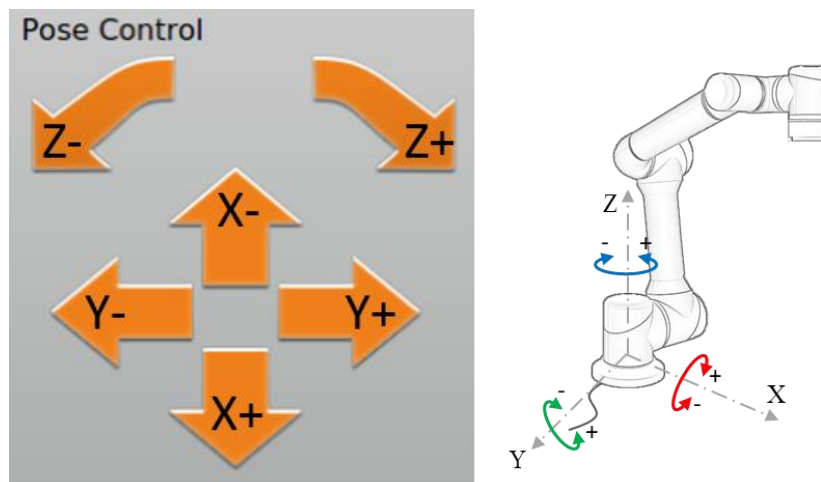 Pose Control
Z-
Z+
X-
Y-
Y+
X+
Z
-
+
+
-
X
-
+
Y